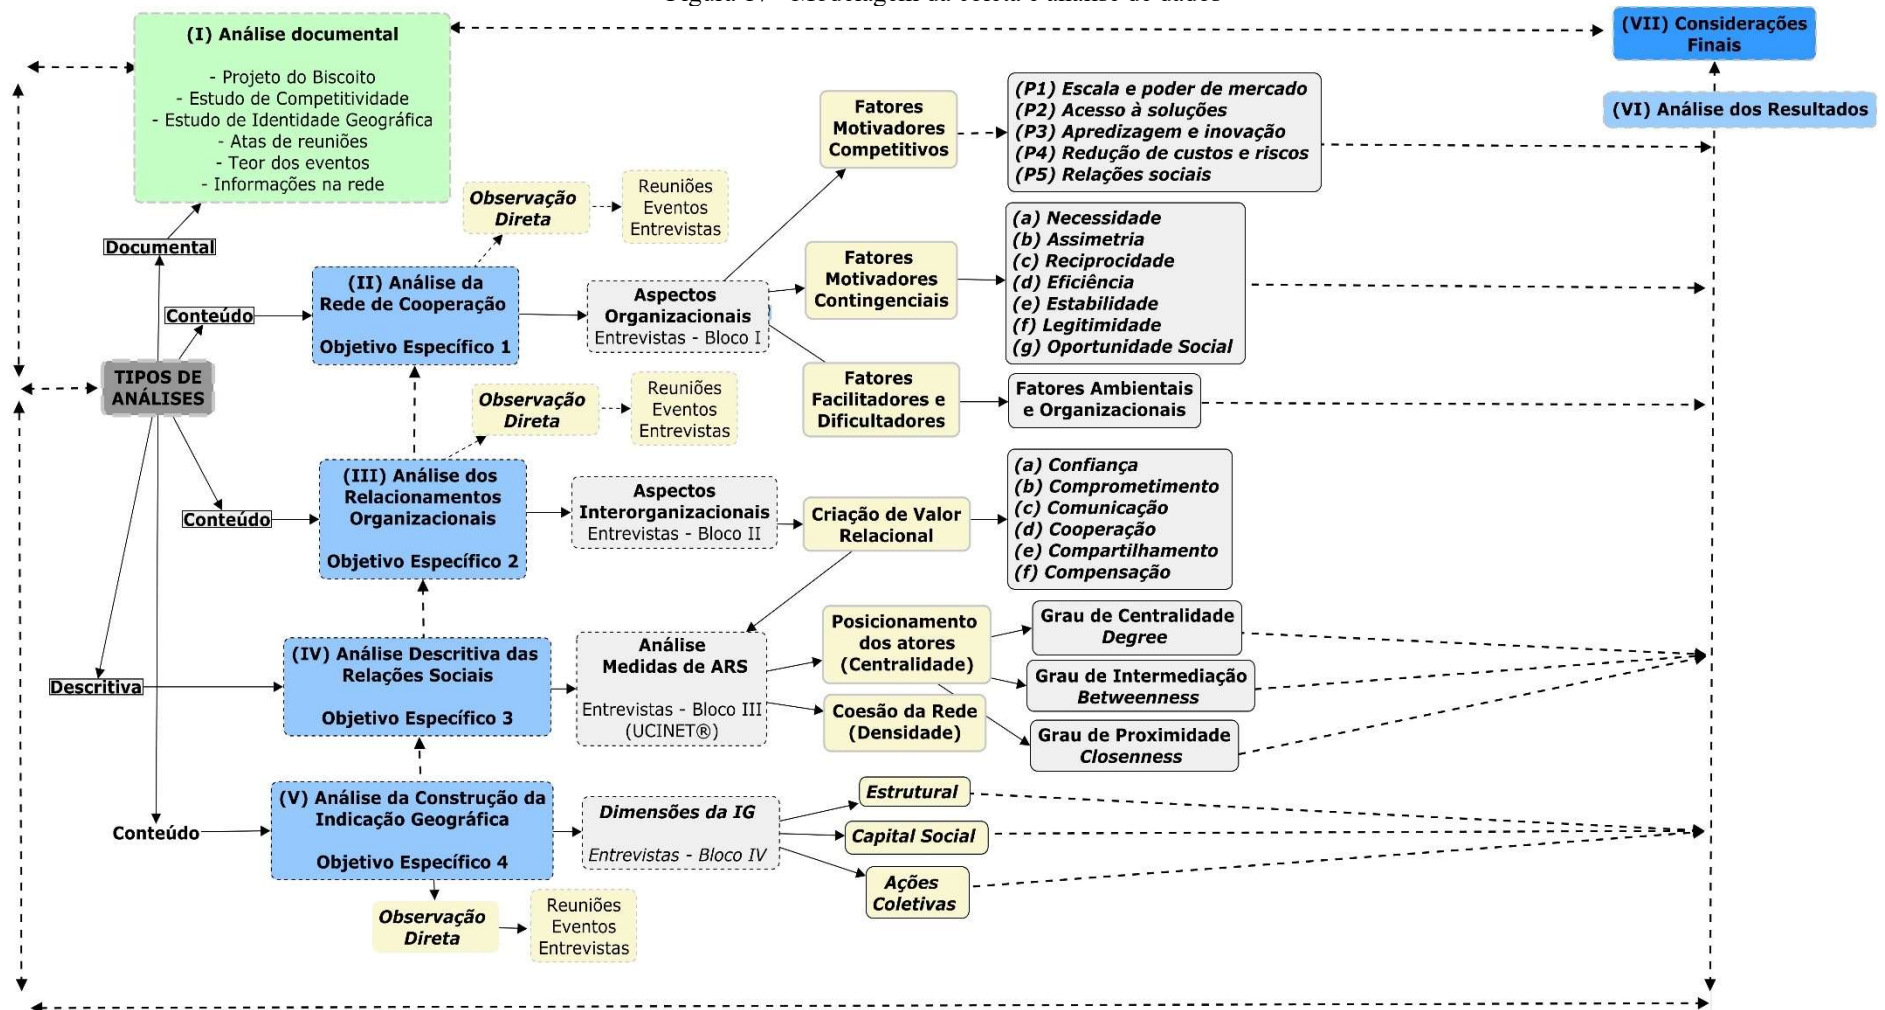 Figura 17 - Modelagem da coleta e análise de dados
(I) Análise documental
- Projeto do Biscoito
- Estudo de Competitividade
- Estudo de Identidade Geográfica
- Atas de reuniões
- Teor dos eventos
- Informações na rede
(VII) Considerações
Finais
(VI) Análise dos Resultados
Fatores
Motivadores
Competitivos
(P1) Escala e poder de mercado
(P2) Acesso à soluções
(P3) Apredizagem e inovação
(P4) Redução de custos e riscos
(P5) Relações sociais
Observação
Direta
Reuniões
Eventos
Entrevistas
Documental
Conteúdo
(II) Análise da
Rede de Cooperação
Objetivo Específico 1
Aspectos
Organizacionais
Entrevistas - Bloco I
Fatores
Motivadores
Contingenciais
(a) Necessidade
(b) Assimetria
(c) Reciprocidade
(d) Eficiência
(e) Estabilidade
(f) Legitimidade
(g) Oportunidade Social
TIPOS DE
ANÁLISES
Observação
Direta
Reuniões
Eventos
Entrevistas
Fatores
Facilitadores e
Dificultadores
Fatores Ambientais
e Organizacionais
Conteúdo
(III) Análise dos
Relacionamentos
Organizacionais
Objetivo Específico 2
Aspectos
Interorganizacionais
Entrevistas - Bloco II
Criação de Valor
Relacional
(a) Confiança
(b) Comprometimento
(c) Comunicação
(d) Cooperação
(e) Compartilhamento
(f) Compensação
Descritiva
(IV) Análise Descritiva das
Relações Sociais
Objetivo Específico 3
Análise
Medidas de ARS
Entrevistas - Bloco III
(UCINET®)
Posicionamento
dos atores
(Centralidade)
Coesão da Rede
(Densidade)
Grau de Centralidade
Degree
Grau de Intermediação
Betweenness
Grau de Proximidade
Closenness
Conteúdo
(V) Análise da Construção da
Indicação Geográfica
Objetivo Específico 4
Dimensões da IG
Entrevistas - Bloco IV
Estrutural
Capital Social
Ações
Coletivas
Observação
Direta
Reuniões
Eventos
Entrevistas